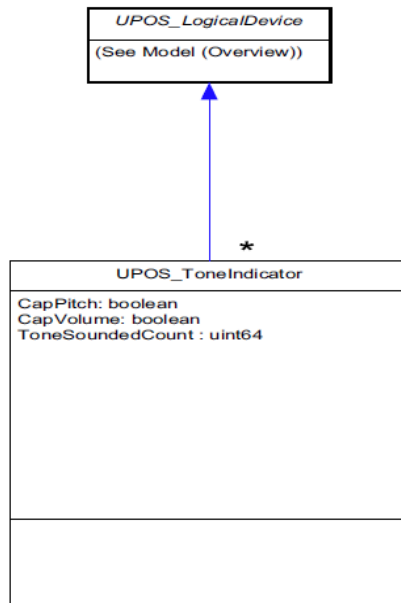 UPOS_LogicalDevice
(See Model (Overview))
*
UPOS_ToneIndicator
CapPitch: boolean
CapVolume: boolean
ToneSoundedCount : uint64